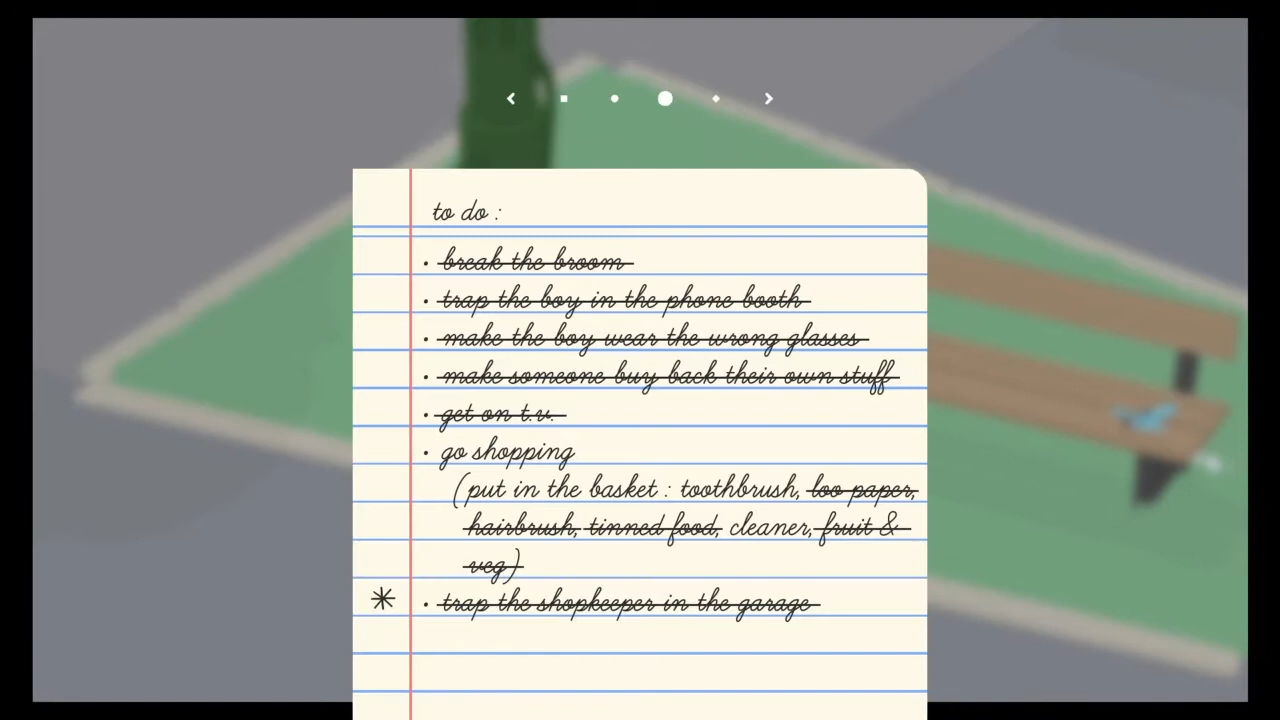 to do :
• break the broom
• trap the boy in the phone booth
• make the boy wear the wrong glasses
• make someone buy back their own stuff
• get on t.v.
• go shopping
(put in the basket : toothbrush, loo paper,
hairbrush, tinned food, cleaner, fruit &
veg)
• trap the shopkeeper in the garage